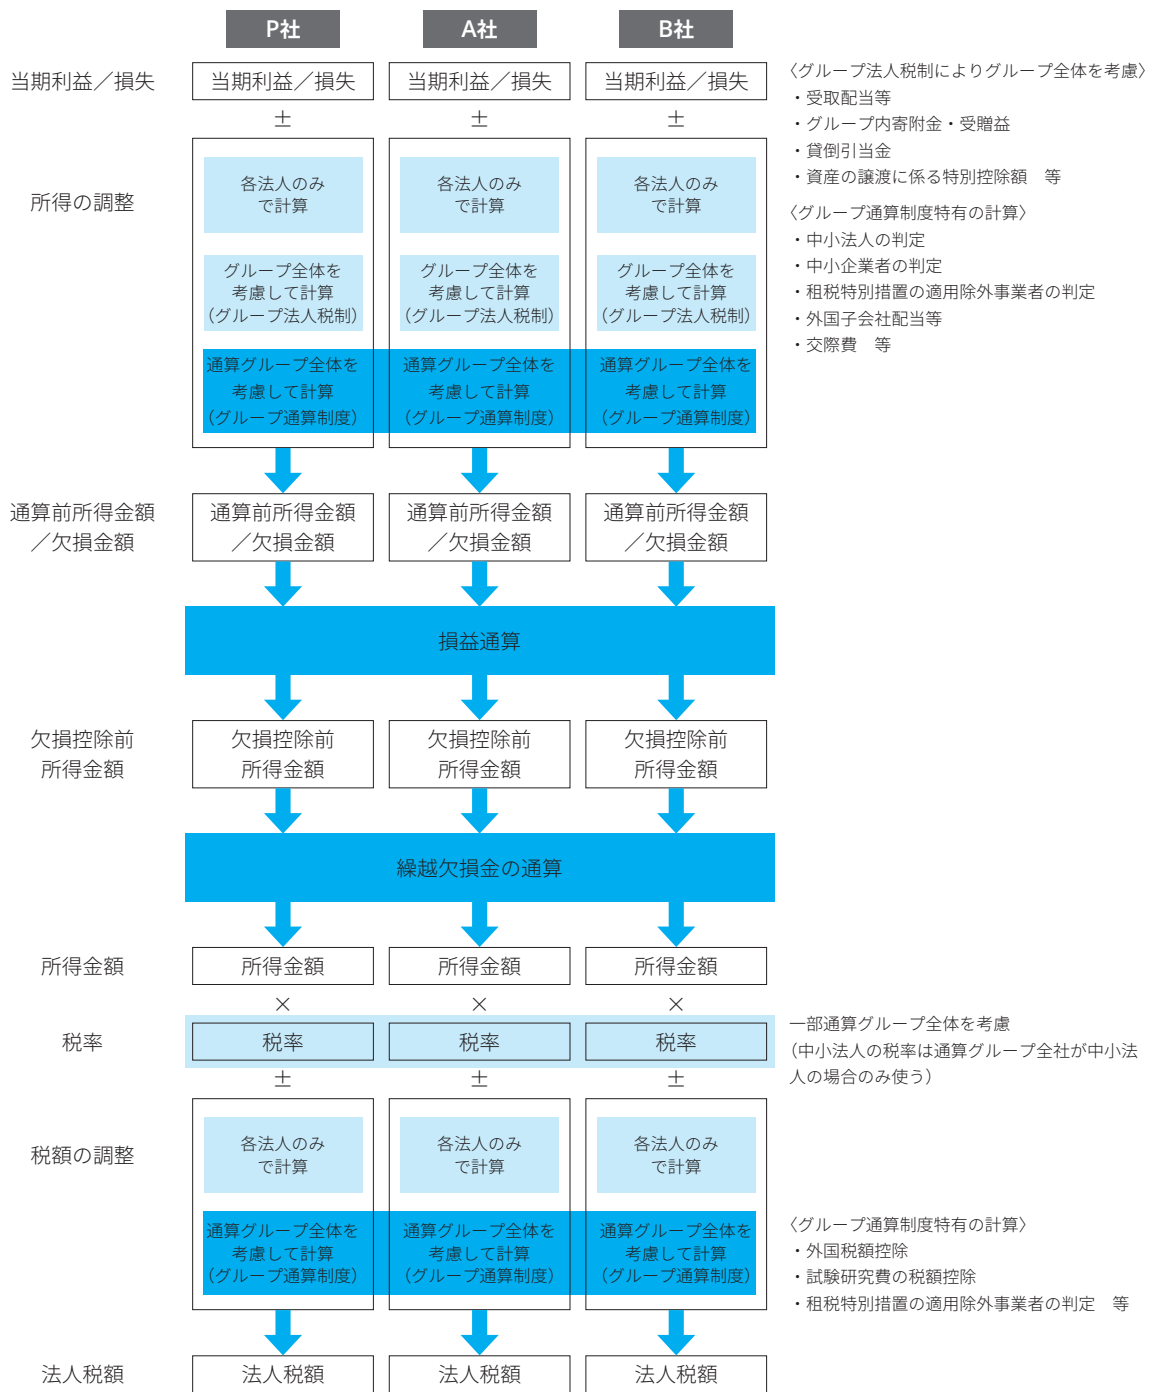 P社 A社 B社
当期利益／損失 当期利益／損失 当期利益／損失 当期利益／損失
± ± ±
〈グループ法人税制によりグループ全体を考慮〉
・受取配当等
・グループ内寄附金・受贈益
・貸倒引当金
・資産の譲渡に係る特別控除額　等
〈グループ通算制度特有の計算〉
・中小法人の判定
・中小企業者の判定
・租税特別措置の適用除外事業者の判定
・外国子会社配当等
・交際費　等
所得の調整
各法人のみ 各法人のみ 各法人のみ
で計算 で計算 で計算
グループ全体を グループ全体を グループ全体を
考慮して計算 考慮して計算 考慮して計算
（グループ法人税制） （グループ法人税制） （グループ法人税制）
通算グループ全体を 通算グループ全体を 通算グループ全体を
考慮して計算 考慮して計算 考慮して計算
（グループ通算制度） （グループ通算制度） （グループ通算制度）
通算前所得金額 通算前所得金額 通算前所得金額 通算前所得金額
／欠損金額 ／欠損金額 ／欠損金額 ／欠損金額
損益通算
欠損控除前 欠損控除前 欠損控除前 欠損控除前
所得金額 所得金額 所得金額 所得金額
繰越欠損金の通算
所得金額 所得金額 所得金額 所得金額
× × ×
税率 税率 税率 税率
± ± ±
一部通算グループ全体を考慮
（中小法人の税率は通算グループ全社が中小法
人の場合のみ使う）
税額の調整
各法人のみ 各法人のみ 各法人のみ
で計算 で計算 で計算
通算グループ全体を 通算グループ全体を 通算グループ全体を
考慮して計算 考慮して計算 考慮して計算
（グループ通算制度） （グループ通算制度） （グループ通算制度）
〈グループ通算制度特有の計算〉
・外国税額控除
・試験研究費の税額控除
・租税特別措置の適用除外事業者の判定　等
法人税額 法人税額 法人税額 法人税額